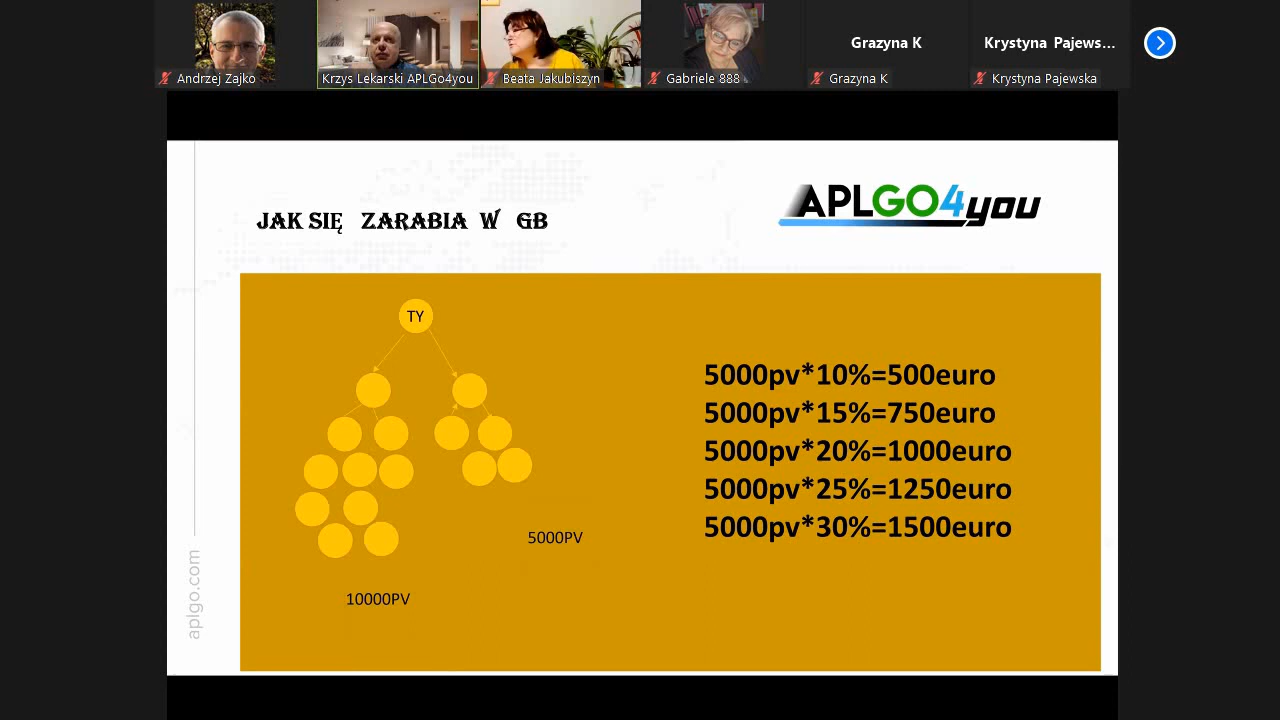 Grazyna K
Krystyna Pajews...
Andrzej Zajko
Krzys Lekarski APLGo4you
Beata Jakubiszyn
Gabriele 888
Grazyna K
Krystyna Pajewska
JAK SIĘ ZARABIA W GB
APLGO4you
TY
5000pv*10%=500euro
5000pv*15%=750euro
5000pv*20%=1000euro
5000pv*25%=1250euro
5000pv*30%=1500euro
5000PV
10000PV
aplgo.com